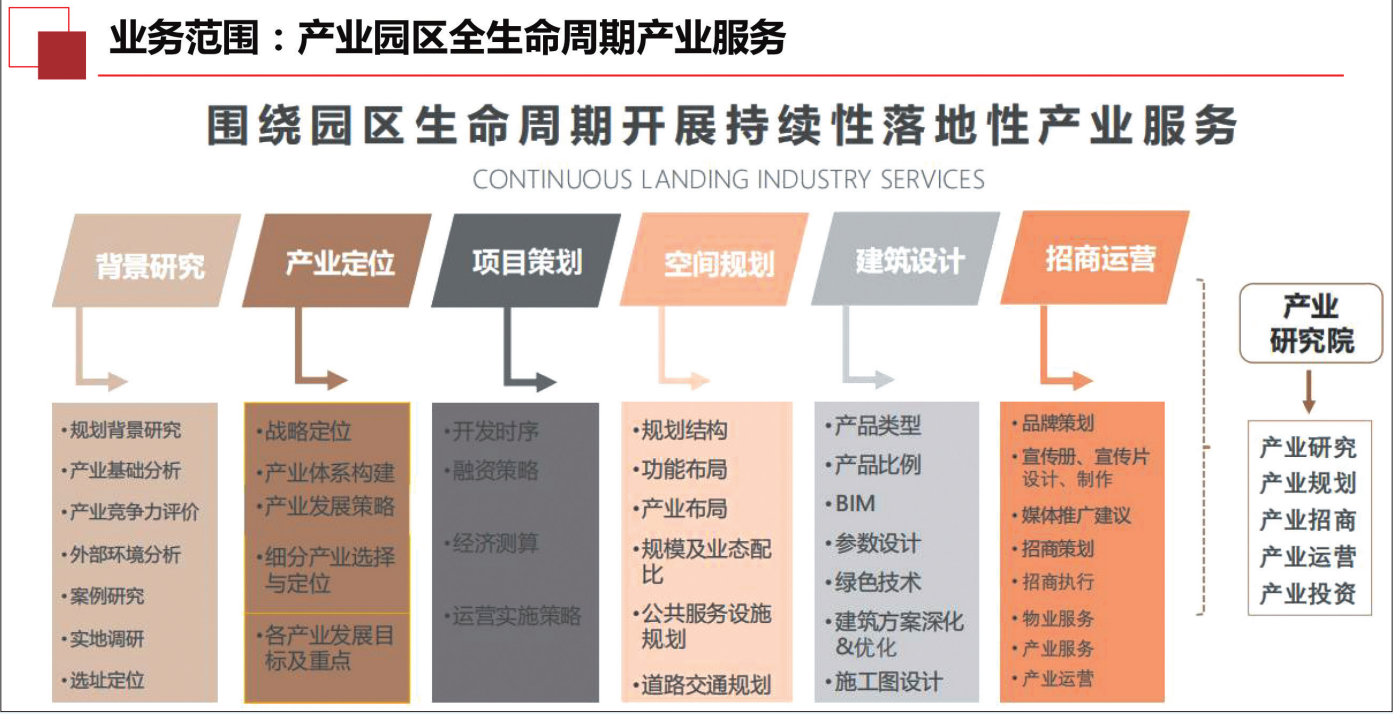 业务范围：产业园区全生命周期产业服务
围绕园区生命周期开展持续性落地性产业服务
CONTINUOUS LANDING INDUSTRY SERVICES
背景研究
·规划背景研究
·产业基础分析
·产业竞争力评价
·外部环境分析
·案例研究
·实地调研
·选址定位
产业定位
·战略定位
·产业体系构建
·产业发展策略
·细分产业选择
与定位
·各产业发展目
标及重点
项目策划
·开发时序
·融资策略
·经济测算
·运营实施策略
空间规划
·规划结构
·功能布局
·产业布局
·规模及业态配
比
·公共服务设施
规划
·道路交通规划
建筑设计
·产品类型
·产品比例
·BIM
·参数设计
·绿色技术
·建筑方案深化
&优化
·施工图设计
招商运营
·品牌策划
·宣传册、宣传片
设计、制作
·媒体推广建议
·招商策划
·招商执行
·物业服务
·产业服务
·产业运营
产业
研究院
产业研究
产业规划
产业招商
产业运营
产业投资